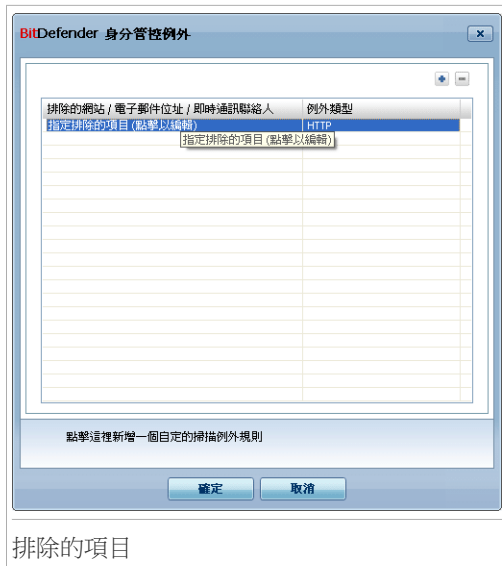 BitDefender 身分管控例外
排除的網站 / 電子郵件位址 / 即時通訊聯絡人 例外類型
指定排除的項目 (點擊以編輯) HTTP
指定排除的項目 (點擊以編輯)
點擊這裡新增一個自定的掃描例外規則
確定 取消
排除的項目